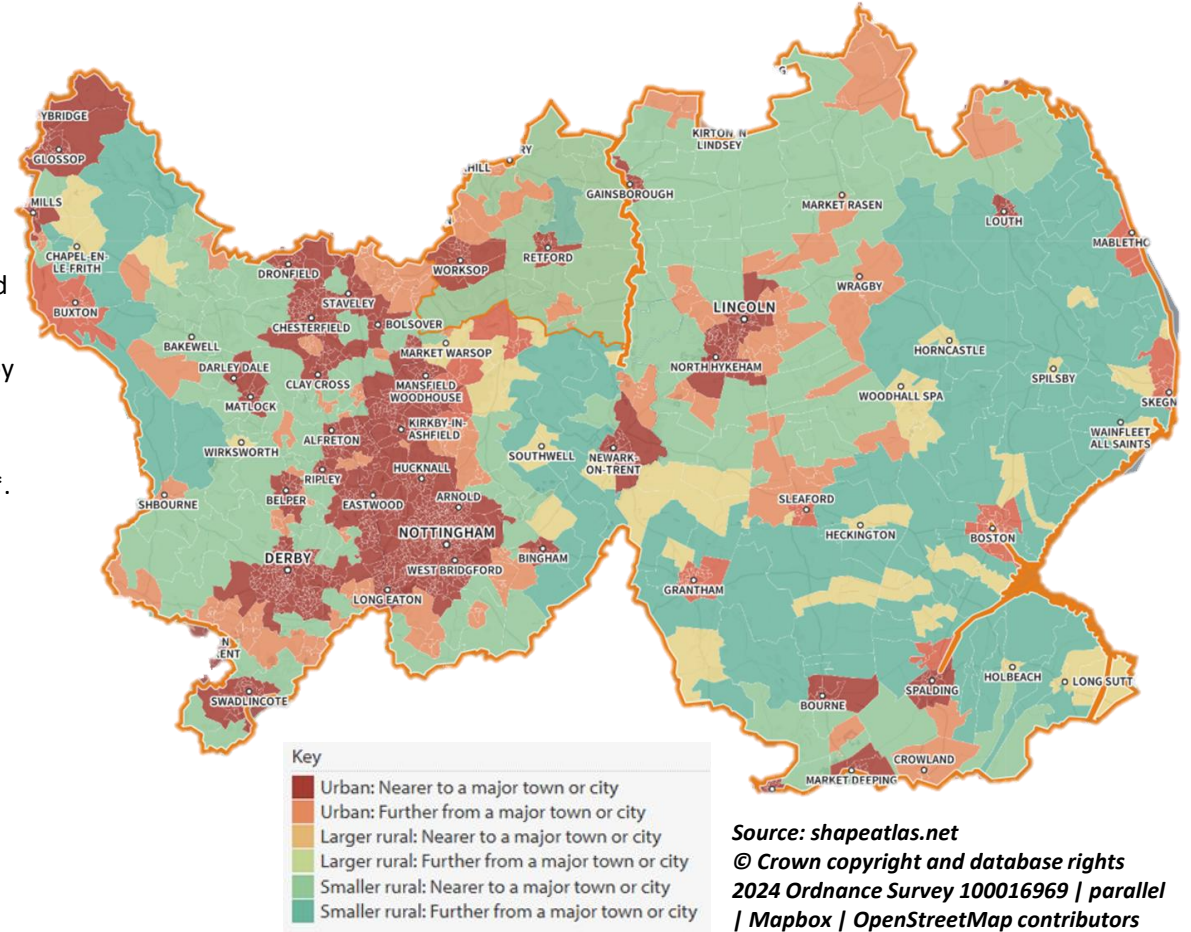 YBRIDGE
GLOSSOP
MILLS
CHAPEL-EN-
LE-FRITH
BUXTON
BAKEWELL
DARLEY DALE
MATLOCK
WIRKSWORTH
SHBOURNE
DRONFIELD
STAVELEY
CHESTERFIELD
BOLSOVER
CLAY CROSS
ALFRETON
RIPLEY
BELPER
DERBY
LONG EATON
N
ENT
SWADLINCOTE
HILL
RY
WORKSOP
RETFORD
MARKET WARSOP
MANSFIELD
WOODHOUSE
KIRKBY-IN-
ASHFIELD
HUCKNALL
EASTWOOD
ARNOLD
NOTTINGHAM
WEST BRIDGFORD
BINGHAM
SOUTHWELL
NEWARK-
ON-TRENT
G
KIRTON N
LINDSEY
GAINSBOROUGH
MARKET RASEN
LOUTH
MABLETHO
WRAGBY
LINCOLN
NORTH HYKEHAM
HORNCASTLE
WOODHALL SPA
SPILSBY
SKEGN
WAINFLEET
ALL SAINTS
SLEAFORD
HECKINGTON
BOSTON
GRANTHAM
BOURNE
SPALDING
HOLBEACH
LONG SUTT
CROWLAND
MARKET DEEPING
d
y
.
Key
Urban: Nearer to a major town or city
Urban: Further from a major town or city
Larger rural: Nearer to a major town or city
Larger rural: Further from a major town or city
Smaller rural: Nearer to a major town or city
Smaller rural: Further from a major town or city
Source: shapeatlas.net
© Crown copyright and database rights
2024 Ordnance Survey 100016969 | parallel
| Mapbox | OpenStreetMap contributors